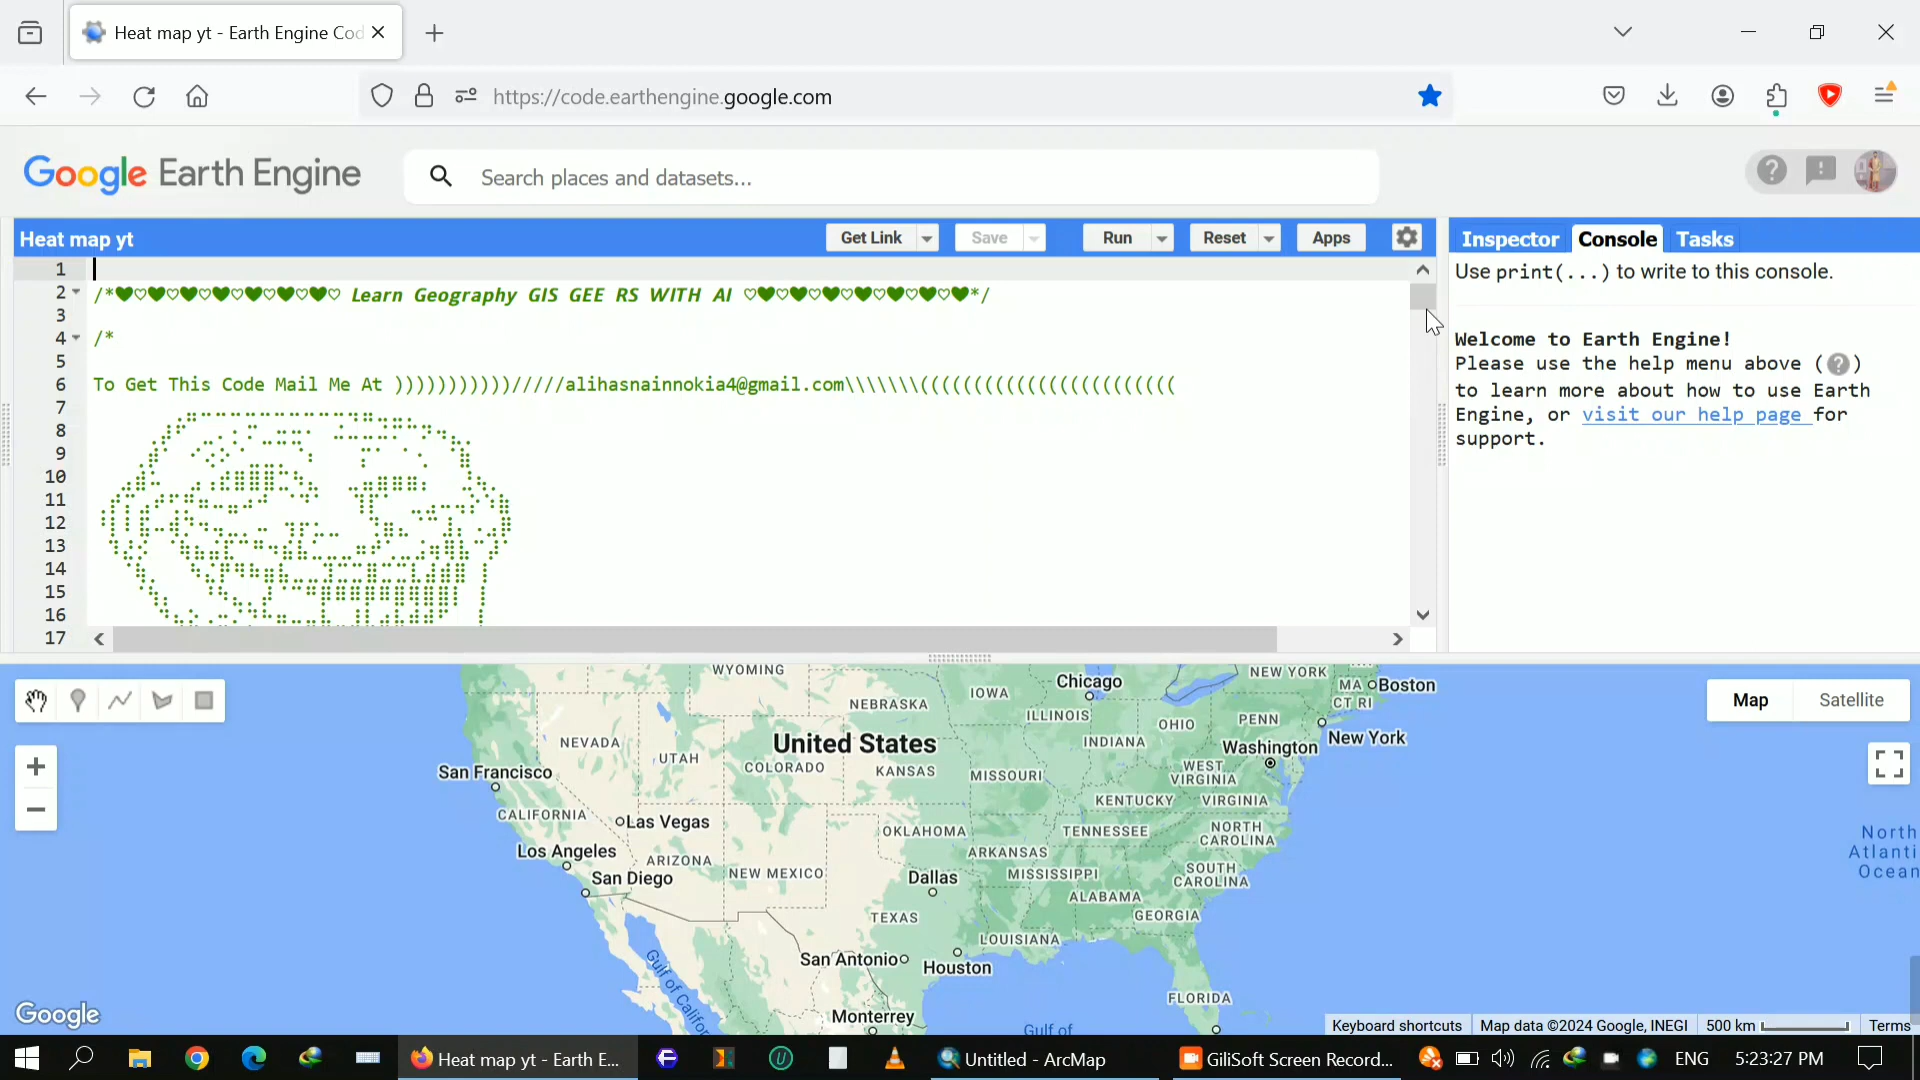 Heat map yt - Earth Engine Cod
https://code.earthengine.google.com
Google Earth Engine
Search places and datasets...
Heat map yt
Get Link
Save
Run
Reset
Apps
Inspector
Console
Tasks
1
2 /*♥♡♥♡♥♡♥♡♥♡♥♡♥♡ Learn Geography GIS GEE RS WITH AI ♡♥♡♥♡♥♡♥♡♥♡♥♡♥*/
3
4 /*
5
6 To Get This Code Mail Me At )))))))))))/////alihasnainnokia4@gmail.com\\\\\\\((((((((((((((((((((((((
7
8
9
10
11
12
13
14
15
16
17
Use print(...) to write to this console.
Welcome to Earth Engine!
Please use the help menu above (?)
to learn more about how to use Earth
Engine, or visit our help page for
support.
Map
Satellite
WYOMING
NEBRASKA
IOWA
Chicago
NEW YORK
MA
Boston
CT RI
ILLINOIS
OHIO
PENN
NEVADA
United States
INDIANA
Washington
New York
San Francisco
UTAH
COLORADO
KANSAS
MISSOURI
WEST
VIRGINIA
KENTUCKY
VIRGINIA
CALIFORNIA
Las Vegas
OKLAHOMA
TENNESSEE
NORTH
CAROLINA
Los Angeles
ARIZONA
NEW MEXICO
ARKANSAS
San Diego
Dallas
MISSISSIPPI
SOUTH
CAROLINA
ALABAMA
TEXAS
GEORGIA
LOUISIANA
San Antonio
Houston
Gulf of Califor
FLORIDA
Monterrey
Gulf of
North
Atlanti
Ocean
Google
Keyboard shortcuts
Map data ©2024 Google, INEGI
500 km
Terms
Heat map yt - Earth E...
Untitled - ArcMap
GiliSoft Screen Record...
ENG
5:23:27 PM